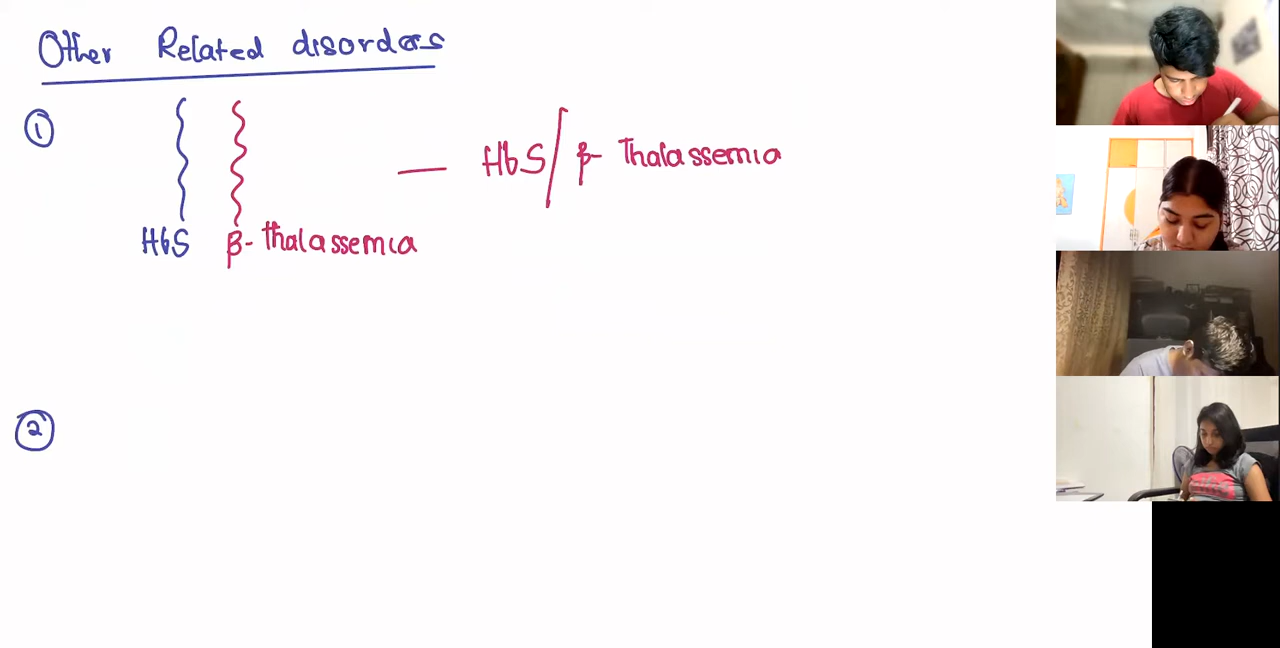 Other Related disorders
1
HbS / β- Thalassemia
HbS β- thalassemia
2